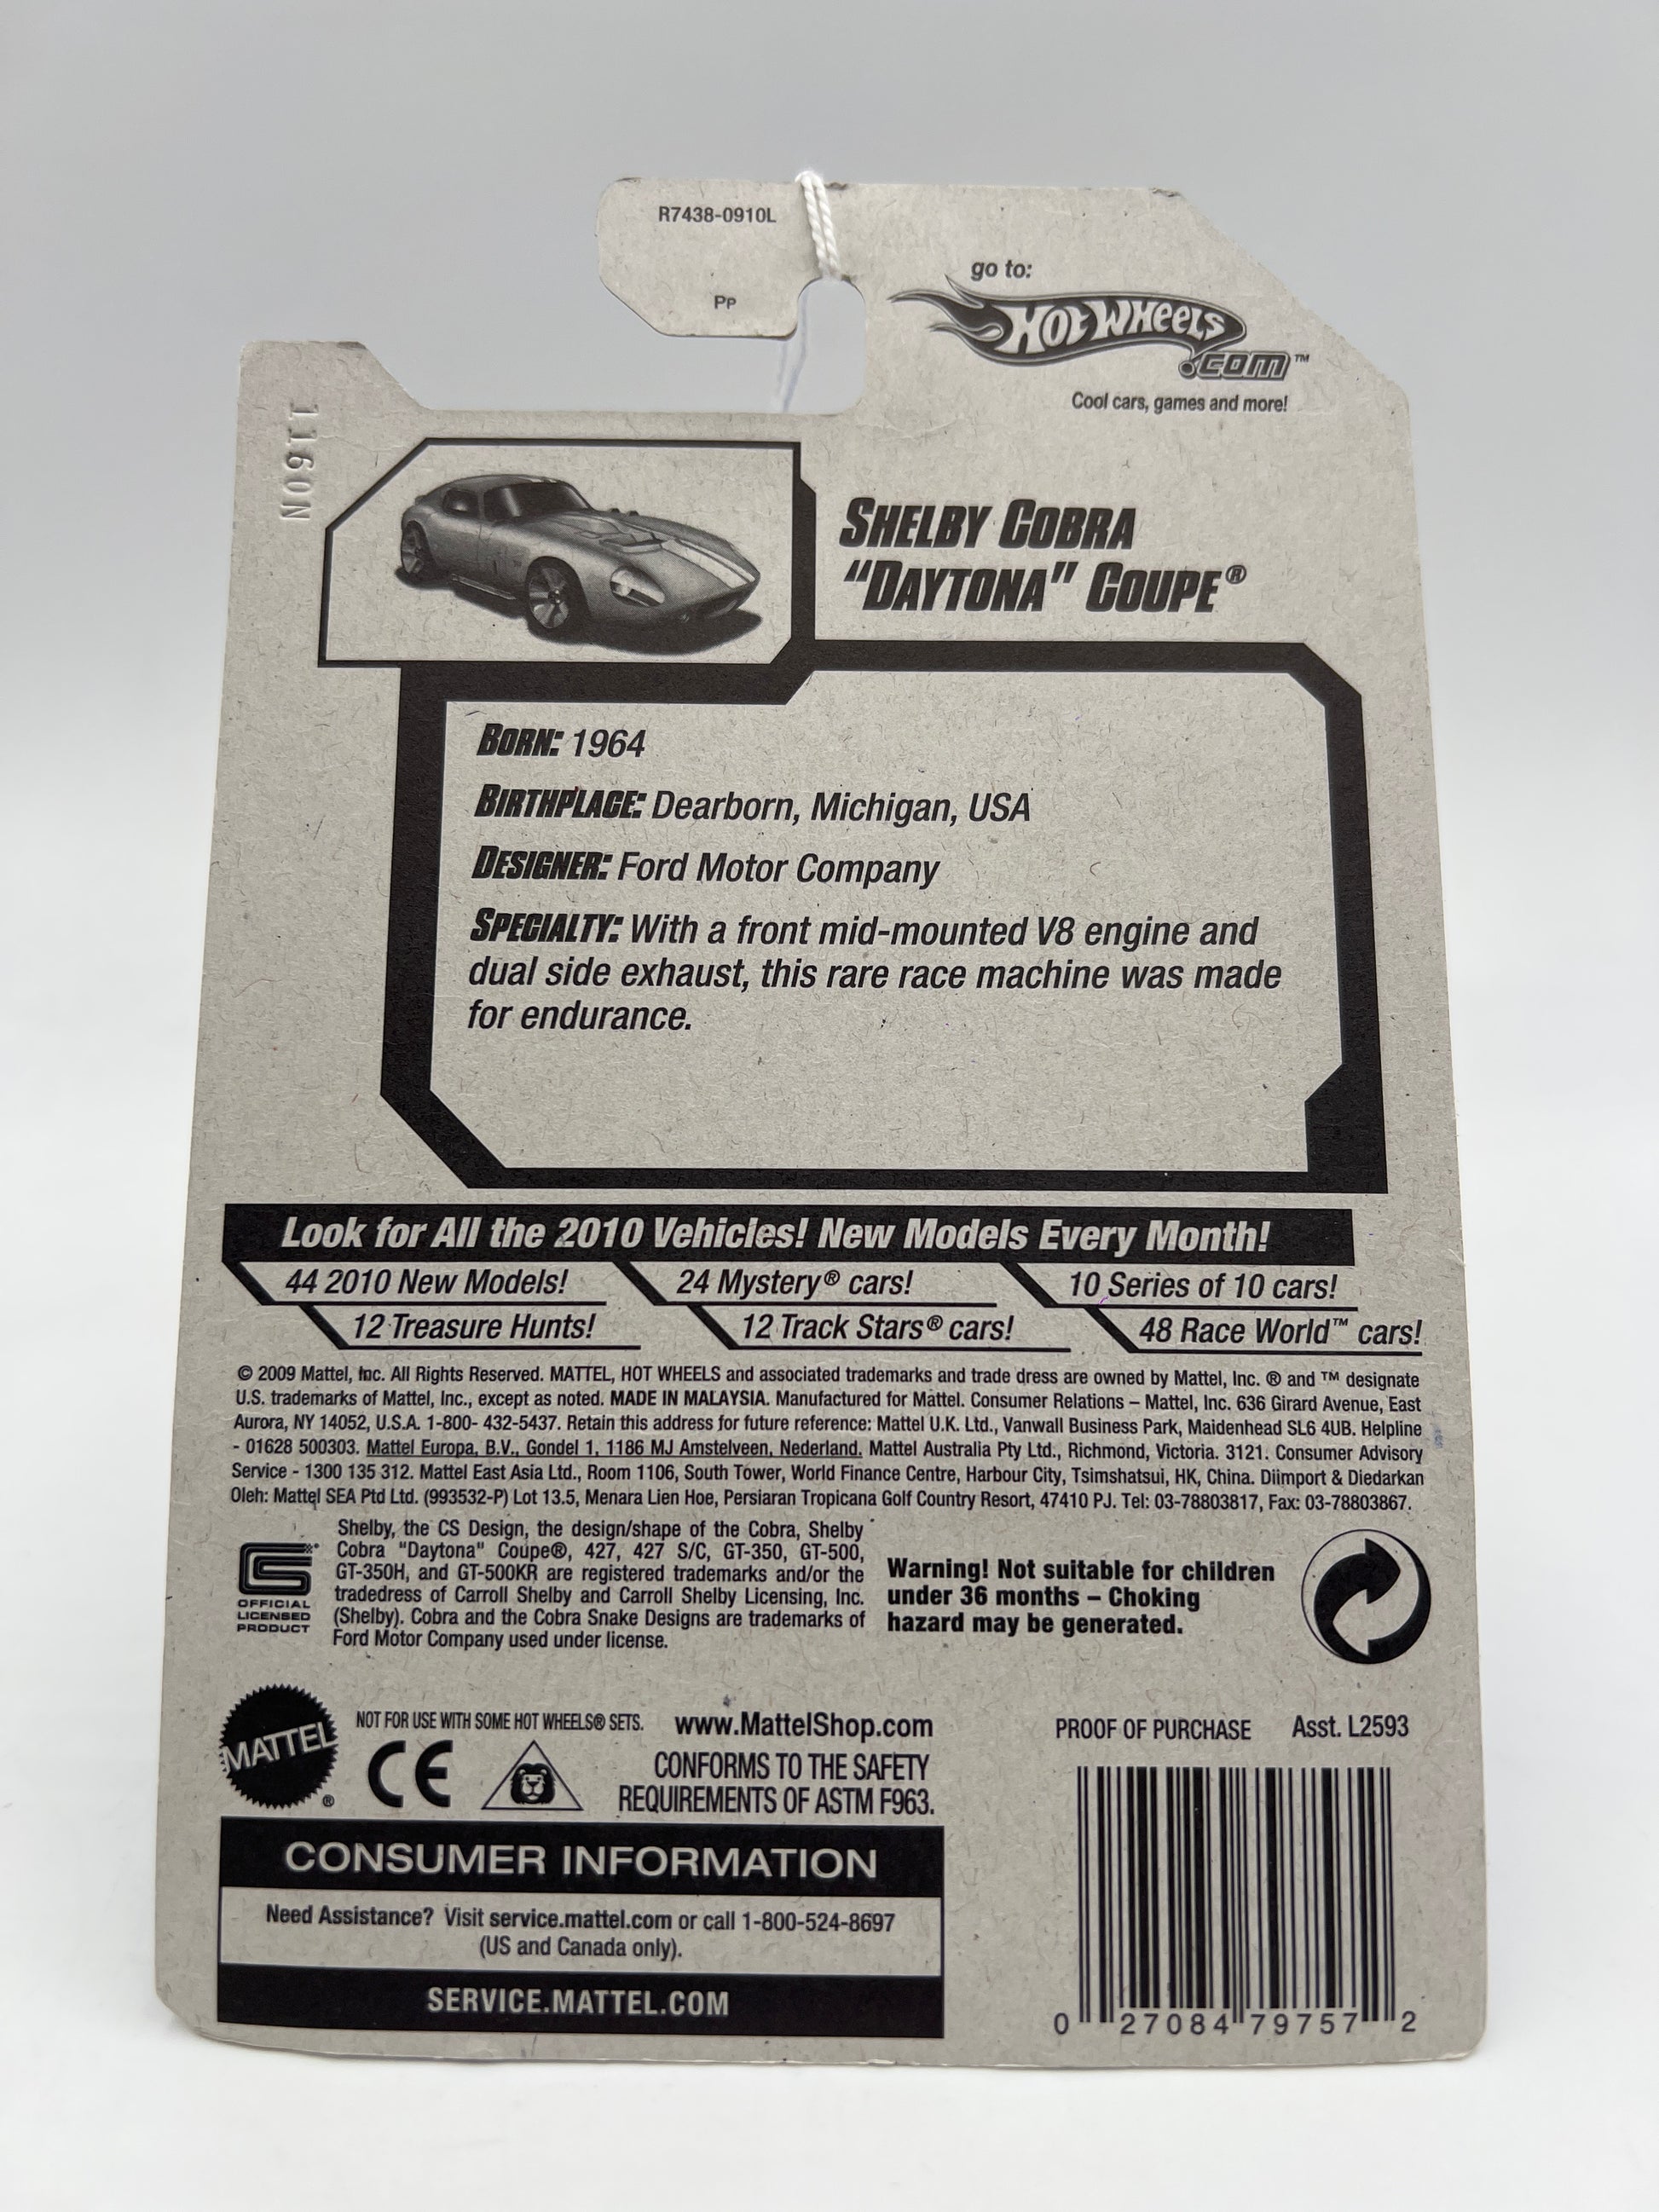 R7438-0910L
Pp
go to:
Hot Wheels
.com™
Cool cars, games and more!
1160N
SHELBY COBRA
“DAYTONA” COUPE®
BORN: 1964
BIRTHPLACE: Dearborn, Michigan, USA
DESIGNER: Ford Motor Company
SPECIALTY: With a front mid-mounted V8 engine and
dual side exhaust, this rare race machine was made
for endurance.
Look for All the 2010 Vehicles! New Models Every Month!
44 2010 New Models! 24 Mystery® cars! 10 Series of 10 cars!
12 Treasure Hunts! 12 Track Stars® cars! 48 Race World™ cars!
© 2009 Mattel, Inc. All Rights Reserved. MATTEL, HOT WHEELS and associated trademarks and trade dress are owned by Mattel, Inc. ® and ™ designate
U.S. trademarks of Mattel, Inc., except as noted. MADE IN MALAYSIA. Manufactured for Mattel. Consumer Relations – Mattel, Inc. 636 Girard Avenue, East
Aurora, NY 14052, U.S.A. 1-800- 432-5437. Retain this address for future reference: Mattel U.K. Ltd., Vanwall Business Park, Maidenhead SL6 4UB. Helpline
- 01628 500303. Mattel Europa, B.V., Gondel 1, 1186 MJ Amstelveen, Nederland. Mattel Australia Pty Ltd., Richmond, Victoria. 3121. Consumer Advisory
Service - 1300 135 312. Mattel East Asia Ltd., Room 1106, South Tower, World Finance Centre, Harbour City, Tsimshatsui, HK, China. Diimport & Diedarkan
Oleh: Mattel SEA Ptd Ltd. (993532-P) Lot 13.5, Menara Lien Hoe, Persiaran Tropicana Golf Country Resort, 47410 PJ. Tel: 03-78803817, Fax: 03-78803867.
CS
OFFICIAL
LICENSED
PRODUCT
Shelby, the CS Design, the design/shape of the Cobra, Shelby
Cobra "Daytona" Coupe®, 427, 427 S/C, GT-350, GT-500,
GT-350H, and GT-500KR are registered trademarks and/or the
tradedress of Carroll Shelby and Carroll Shelby Licensing, Inc.
(Shelby). Cobra and the Cobra Snake Designs are trademarks of
Ford Motor Company used under license.
Warning! Not suitable for children
under 36 months – Choking
hazard may be generated.
MATTEL
®
NOT FOR USE WITH SOME HOT WHEELS® SETS.
www.MattelShop.com
CE
CONFORMS TO THE SAFETY
REQUIREMENTS OF ASTM F963.
PROOF OF PURCHASE Asst. L2593
CONSUMER INFORMATION
Need Assistance? Visit service.mattel.com or call 1-800-524-8697
(US and Canada only).
SERVICE.MATTEL.COM
0 27084 79757 2